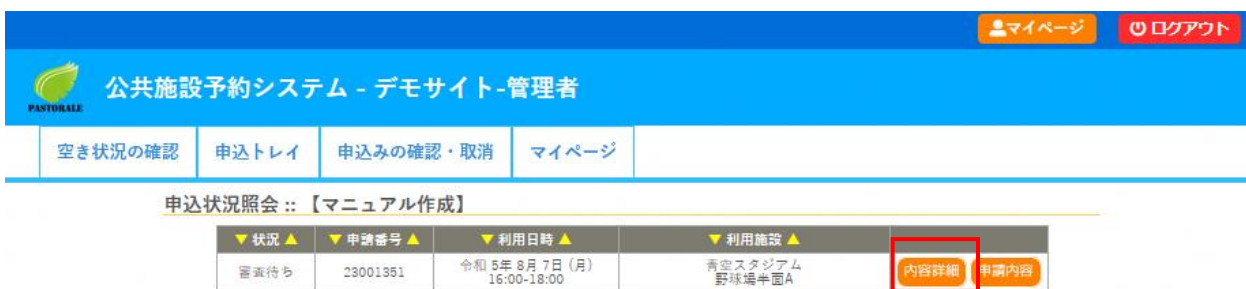 マイページ ログアウト
PASTORALE 公共施設予約システム - デモサイト-管理者
空き状況の確認 申込トレイ 申込みの確認・取消 マイページ
申込状況照会 :: 【マニュアル作成】
▼ 状況 ▲ ▼ 申請番号 ▲ ▼ 利用日時 ▲ ▼ 利用施設 ▲
審査待ち 23001351 令和 5年 8月 7日 (月) 青空スタジアム 内容詳細 申請内容
16:00-18:00 野球場半面A